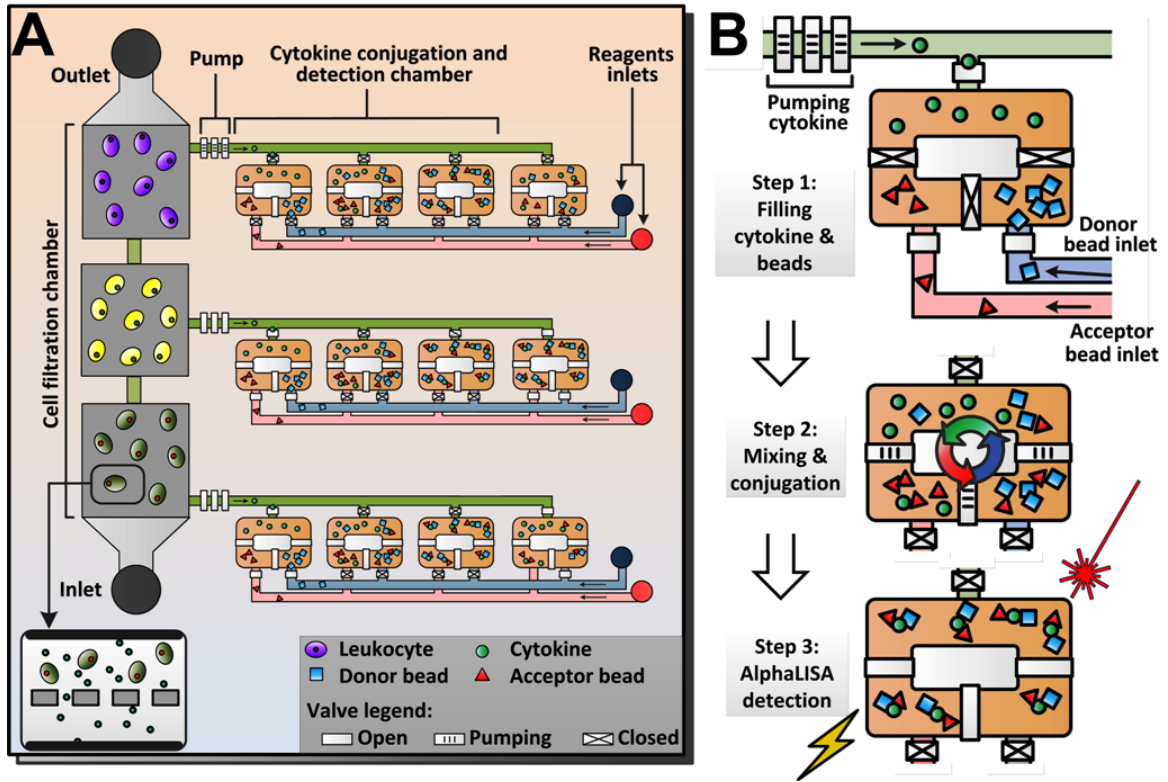 A
Outlet
Pump
Cytokine conjugation and
detection chamber
Reagents
inlets
Cell filtration chamber
Inlet
Leukocyte
Cytokine
Donor bead
Acceptor bead
Valve legend:
Open
Pumping
Closed
B
Pumping
cytokine
Step 1:
Filling
cytokine &
beads
Donor
bead inlet
Acceptor
bead inlet
Step 2:
Mixing &
conjugation
Step 3:
AlphaLISA
detection